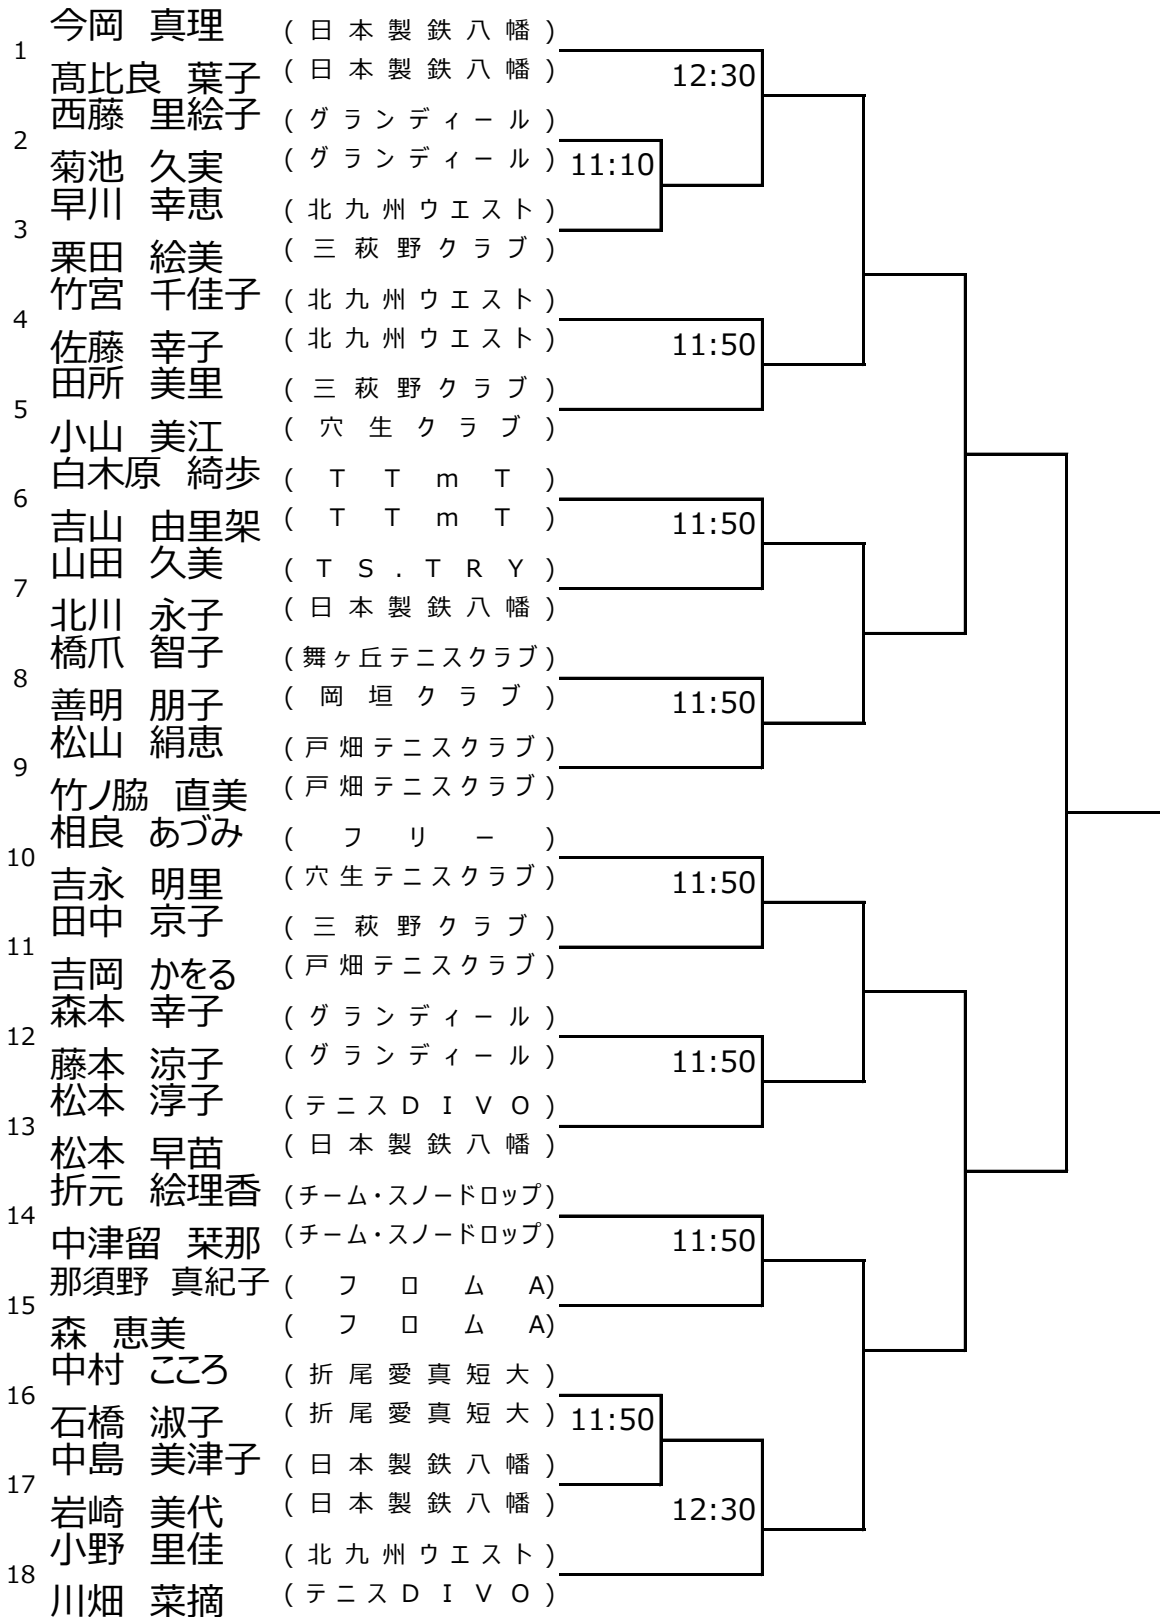 今岡 真理 (日本製鉄八幡)
1
髙比良 葉子 (日本製鉄八幡) 12:30
西藤 里絵子 (グランディール)
2
菊池 久実 (グランディール) 11:10
早川 幸恵 (北九州ウエスト)
3
栗田 絵美 (三萩野クラブ)
竹宮 千佳子 (北九州ウエスト)
4
佐藤 幸子 (北九州ウエスト) 11:50
田所 美里 (三萩野クラブ)
5
小山 美江 (穴生クラブ)
白木原 綺歩 (TTmT)
6
吉山 由里架 (TTmT) 11:50
山田 久美 (TS.TRY)
7
北川 永子 (日本製鉄八幡)
橋爪 智子 (舞ヶ丘テニスクラブ)
8
善明 朋子 (岡垣クラブ) 11:50
松山 絹恵 (戸畑テニスクラブ)
9
竹ノ脇 直美 (戸畑テニスクラブ)
相良 あづみ (フリー)
10
吉永 明里 (穴生テニスクラブ) 11:50
田中 京子 (三萩野クラブ)
11
吉岡 かをる (戸畑テニスクラブ)
森本 幸子 (グランディール)
12
藤本 涼子 (グランディール) 11:50
松本 淳子 (テニスDIVO)
13
松本 早苗 (日本製鉄八幡)
折元 絵理香 (チーム・スノードロップ)
14
中津留 栞那 (チーム・スノードロップ) 11:50
那須野 真紀子 (フロムA)
15
森 恵美 (フロムA)
中村 こころ (折尾愛真短大)
16
石橋 淑子 (折尾愛真短大) 11:50
中島 美津子 (日本製鉄八幡)
17
岩崎 美代 (日本製鉄八幡) 12:30
小野 里佳 (北九州ウエスト)
18
川畑 菜摘 (テニスDIVO)